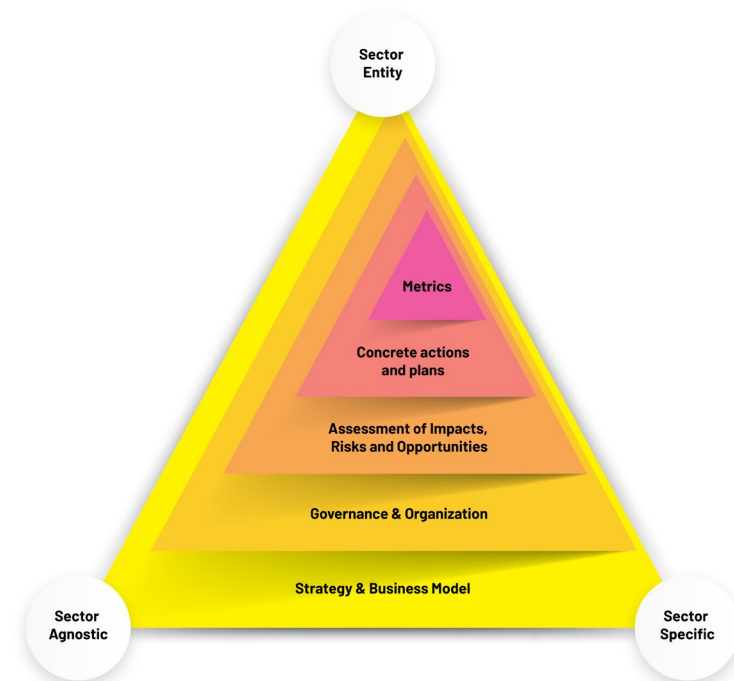 Sector
Entity
Metrics
Concrete actions
and plans
Assessment of Impacts,
Risks and Opportunities
Governance & Organization
Strategy & Business Model
Sector
Agnostic
Sector
Specific